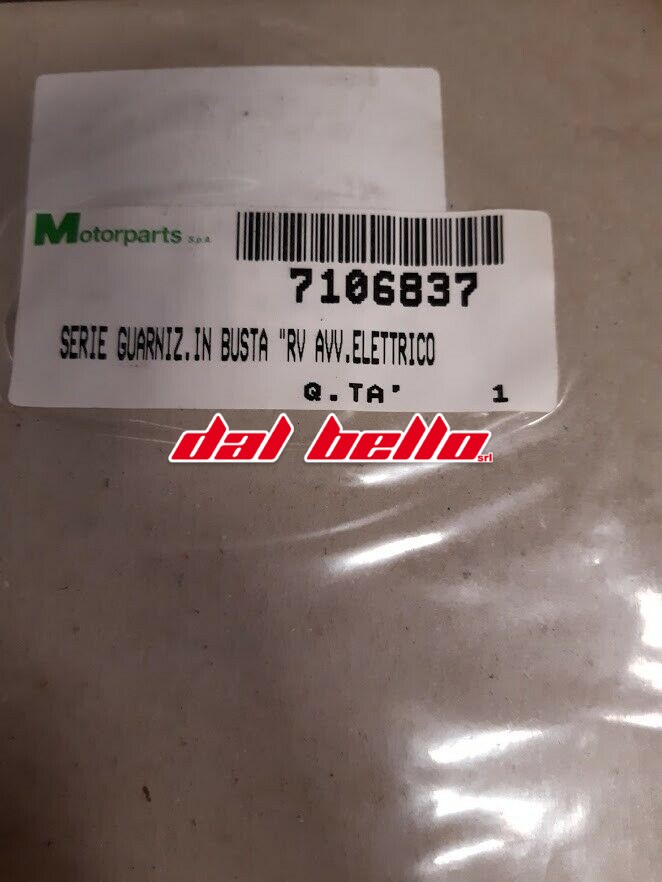 Motorparts S.p.A.
7106837
SERIE GUARNIZ.IN BUSTA "RV AVV.ELETTRICO
Q.TA' 1
dal bello srl